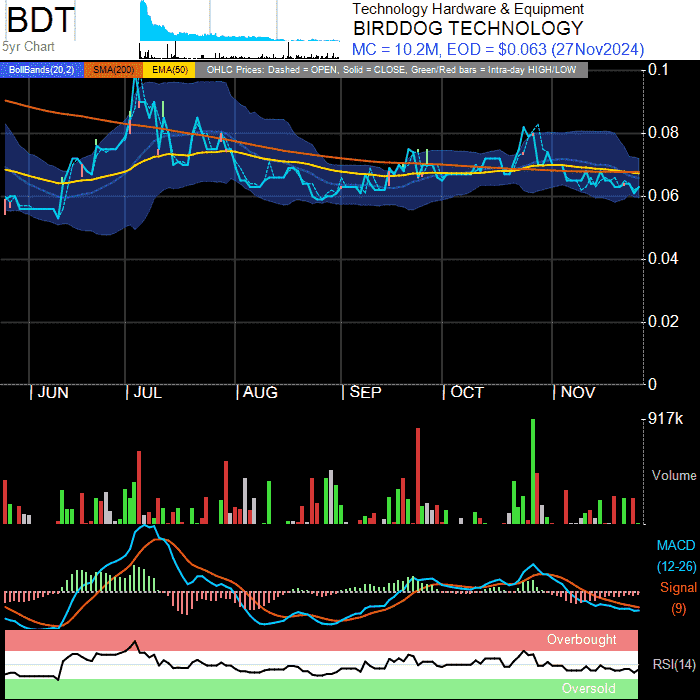 BDT
5yr Chart
Technology Hardware & Equipment
BIRDDOG TECHNOLOGY
MC = 10.2M, EOD = $0.063 (27Nov2024)
BollBands(20,2) SMA(200) EMA(50) OHLC Prices: Dashed = OPEN, Solid = CLOSE, Green/Red bars = Intra-day HIGH/LOW
0.1
0.08
0.06
0.04
0.02
0
JUN JUL AUG SEP OCT NOV
917k
Volume
MACD
(12-26)
Signal
(9)
Overbought
RSI(14)
Oversold